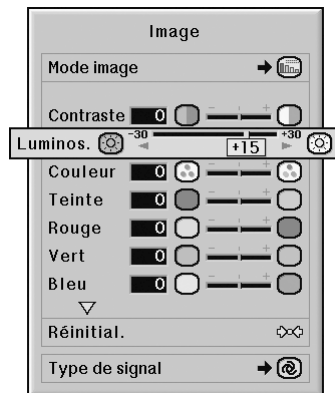 Image
Mode image
Contraste 0
Luminos. -30 +15 +30
Couleur 0
Teinte 0
Rouge 0
Vert 0
Bleu 0
Réinitial.
Type de signal